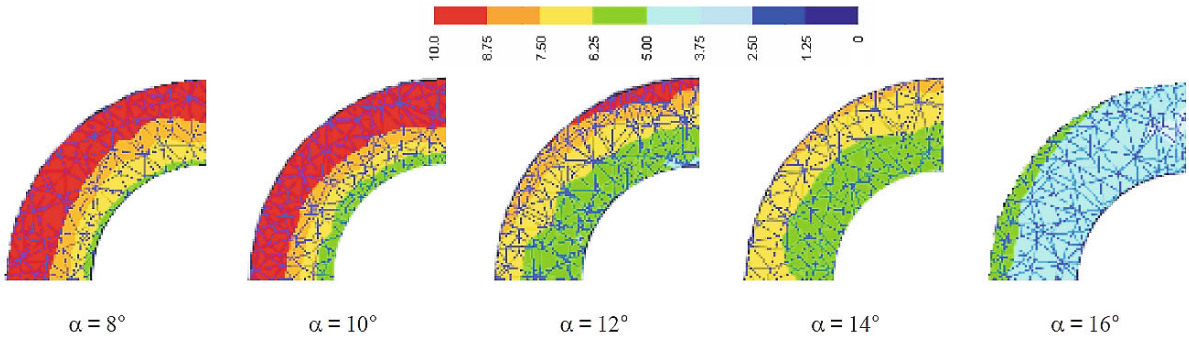 10.0 8.75 7.50 6.25 5.00 3.75 2.50 1.25 0
α = 8° α = 10° α = 12° α = 14° α = 16°